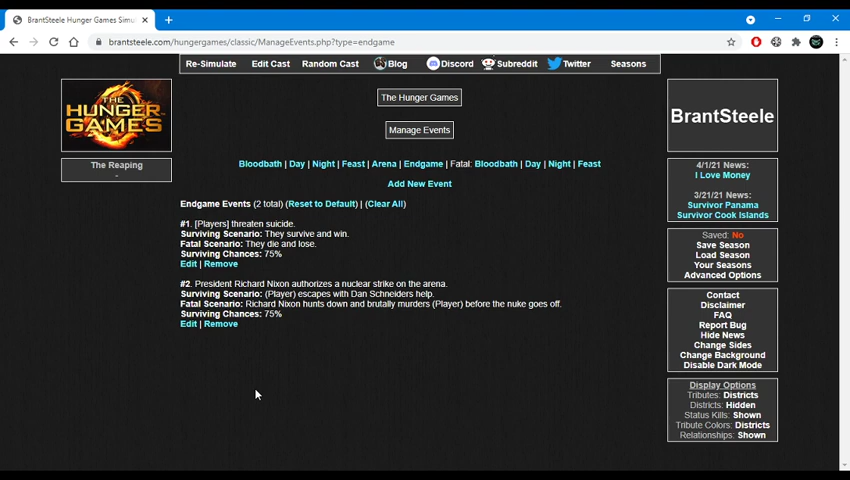 BrantSteele Hunger Games Simu
brantsteele.com/hungergames/classic/ManageEvents.php?type=endgame
Re-Simulate Edit Cast Random Cast Blog Discord Subreddit Twitter Seasons
THE HUNGER GAMES
The Reaping
-
The Hunger Games
Manage Events
Bloodbath | Day | Night | Feast | Arena | Endgame | Fatal: Bloodbath | Day | Night | Feast
Add New Event
Endgame Events (2 total) (Reset to Default) | (Clear All)
#1. [Players] threaten suicide.
Surviving Scenario: They survive and win.
Fatal Scenario: They die and lose.
Surviving Chances: 75%
Edit | Remove
#2. President Richard Nixon authorizes a nuclear strike on the arena.
Surviving Scenario: (Player) escapes with Dan Schneiders help.
Fatal Scenario: Richard Nixon hunts down and brutally murders (Player) before the nuke goes off.
Surviving Chances: 75%
Edit | Remove
BrantSteele
4/1/21 News:
I Love Money
3/21/21 News:
Survivor Panama
Survivor Cook Islands
Saved: No
Save Season
Load Season
Your Seasons
Advanced Options
Contact
Disclaimer
FAQ
Report Bug
Hide News
Change Sides
Change Background
Disable Dark Mode
Display Options
Tributes: Districts
Districts: Hidden
Status Kills: Shown
Tribute Colors: Districts
Relationships: Shown